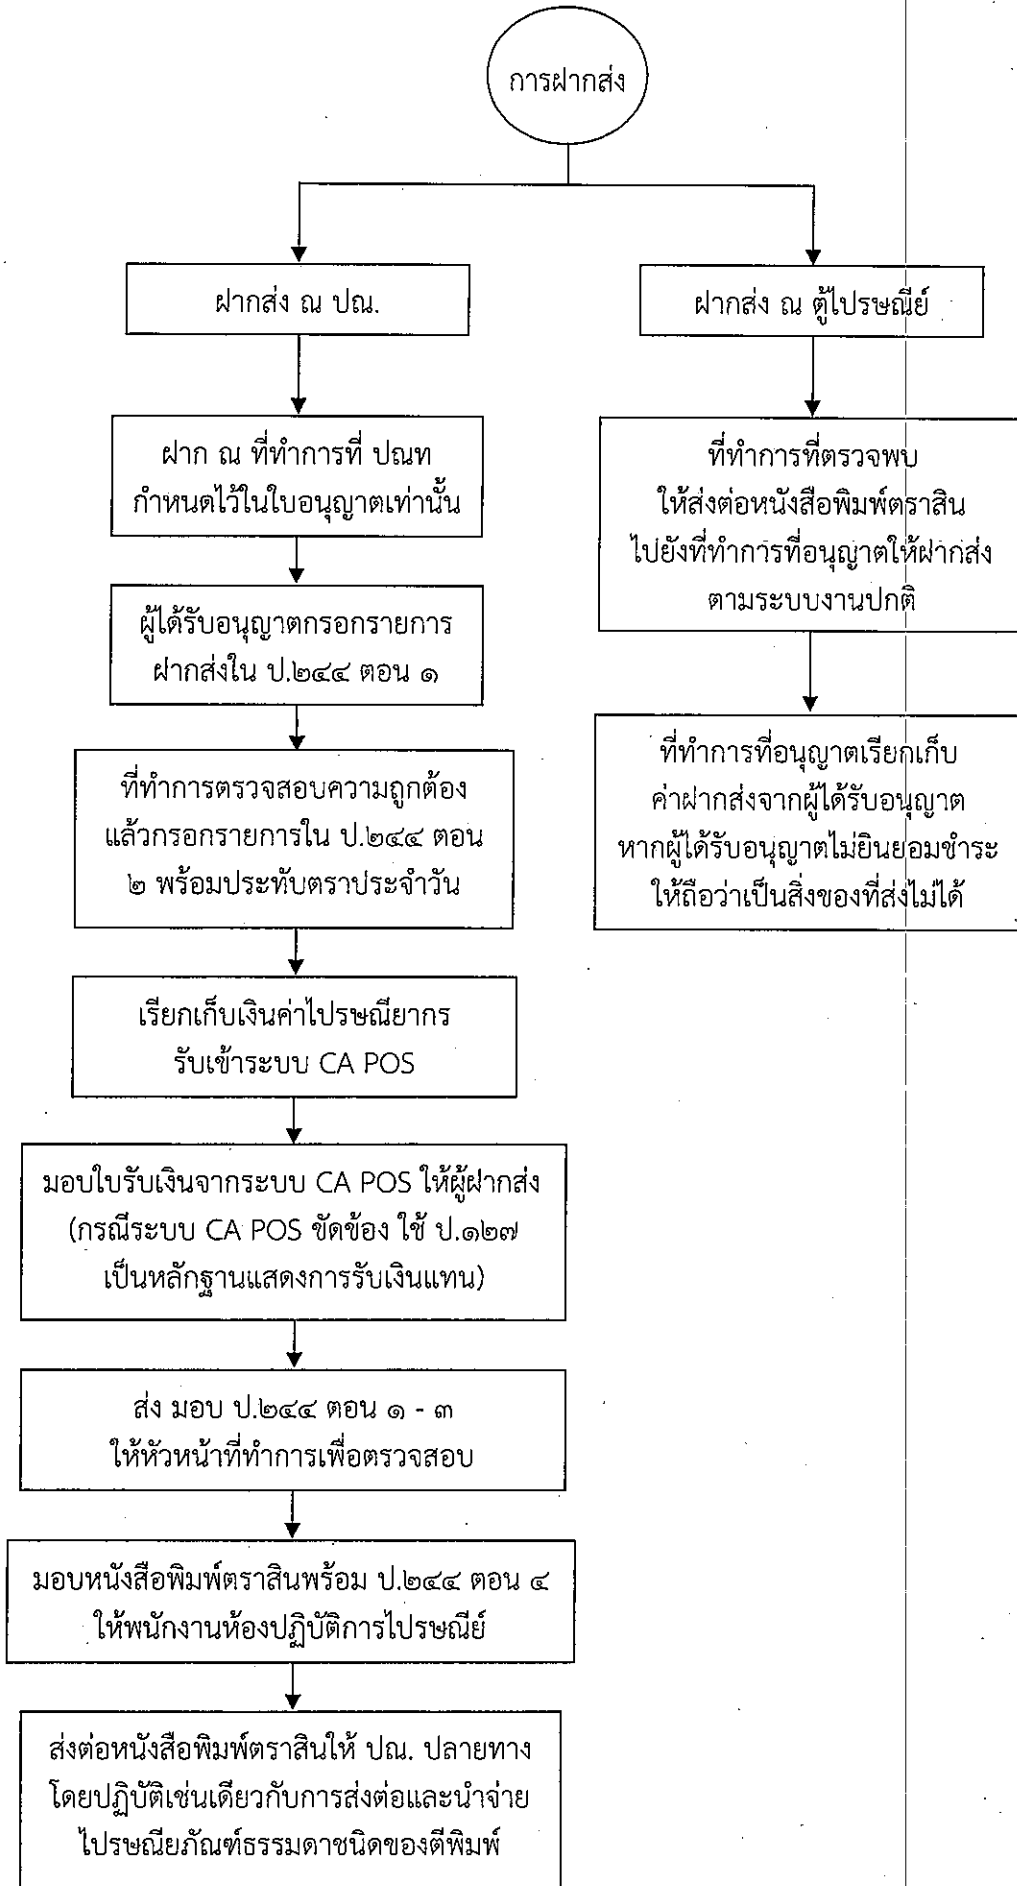 การฝากส่ง
ฝากส่ง ณ ปณ.
ฝาก ณ ที่ทำการที่ ปณท
กำหนดไว้ในใบอนุญาตเท่านั้น
ผู้ได้รับอนุญาตกรอกรายการ
ฝากส่งใน ป.๒๔๔ ตอน ๑
ที่ทำการตรวจสอบความถูกต้อง
แล้วกรอกรายการใน ป.๒๔๔ ตอน
๒ พร้อมประทับตราประจำวัน
เรียกเก็บเงินค่าไปรษณียากร
รับเข้าระบบ CA POS
มอบใบรับเงินจากระบบ CA POS ให้ผู้ฝากส่ง
(กรณีระบบ CA POS ขัดข้อง ใช้ ป.๑๒๗
เป็นหลักฐานแสดงการรับเงินแทน)
ส่ง มอบ ป.๒๔๔ ตอน ๑ - ๓
ให้หัวหน้าที่ทำการเพื่อตรวจสอบ
มอบหนังสือพิมพ์ตราสินพร้อม ป.๒๔๔ ตอน ๔
ให้พนักงานห้องปฏิบัติการไปรษณีย์
ส่งต่อหนังสือพิมพ์ตราสินให้ ปณ. ปลายทาง
โดยปฏิบัติเช่นเดียวกับการส่งต่อและนำจ่าย
ไปรษณียภัณฑ์ธรรมดาชนิดของตีพิมพ์
ฝากส่ง ณ ตู้ไปรษณีย์
ที่ทำการที่ตรวจพบ
ให้ส่งต่อหนังสือพิมพ์ตราสิน
ไปยังที่ทำการที่อนุญาตให้ฝากส่ง
ตามระบบงานปกติ
ที่ทำการที่อนุญาตเรียกเก็บ
ค่าฝากส่งจากผู้ได้รับอนุญาต
หากผู้ได้รับอนุญาตไม่ยินยอมชำระ
ให้ถือว่าเป็นสิ่งของที่ส่งไม่ได้